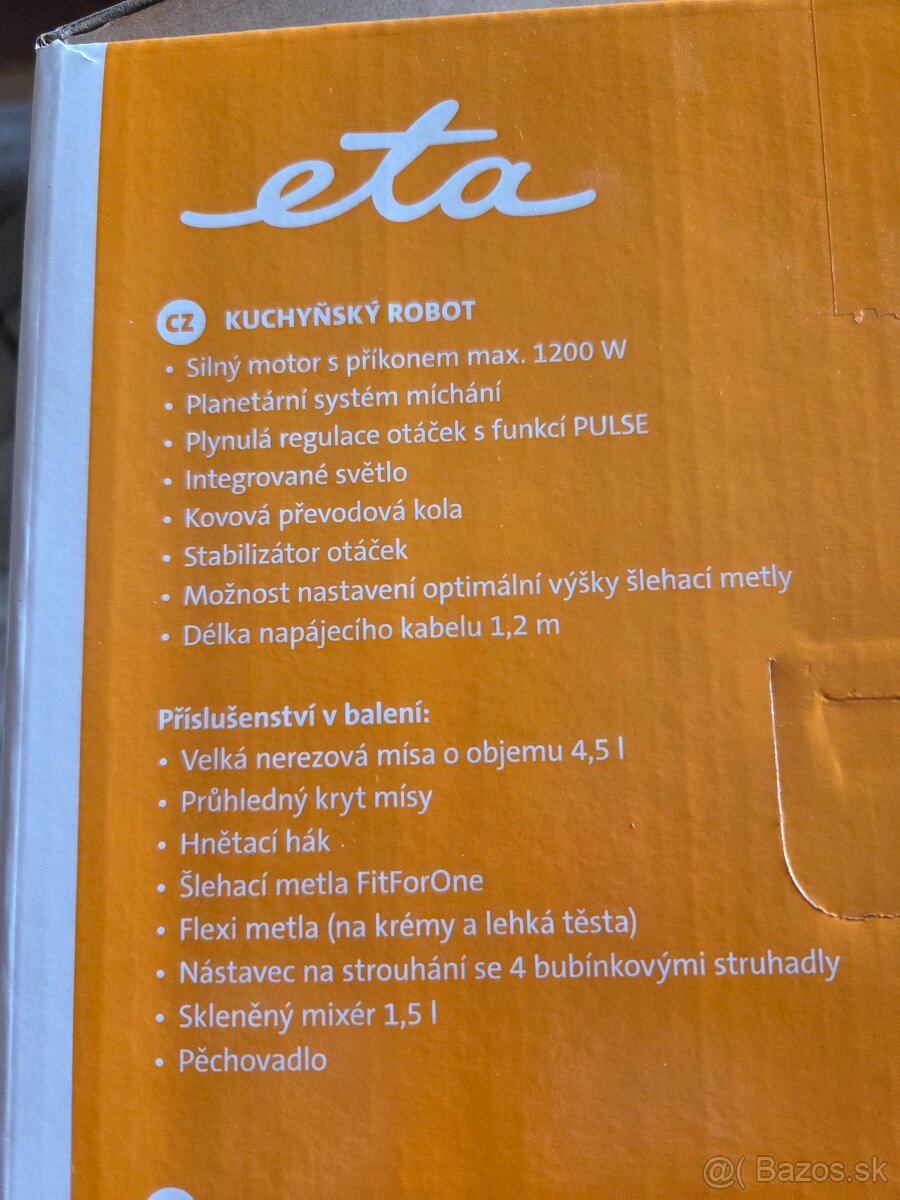 eta
CZ KUCHYŇSKÝ ROBOT
• Silný motor s příkonem max. 1200 W
• Planetární systém míchání
• Plynulá regulace otáček s funkcí PULSE
• Integrované světlo
• Kovová převodová kola
• Stabilizátor otáček
• Možnost nastavení optimální výšky šlehací metly
• Délka napájecího kabelu 1,2 m
Příslušenství v balení:
• Velká nerezová mísa o objemu 4,5 l
• Průhledný kryt mísy
• Hnětací hák
• Šlehací metla FitForOne
• Flexi metla (na krémy a lehká těsta)
• Nástavec na strouhání se 4 bubínkovými struhadly
• Skleněný mixér 1,5 l
• Pěchovadlo
@( Bazos.sk